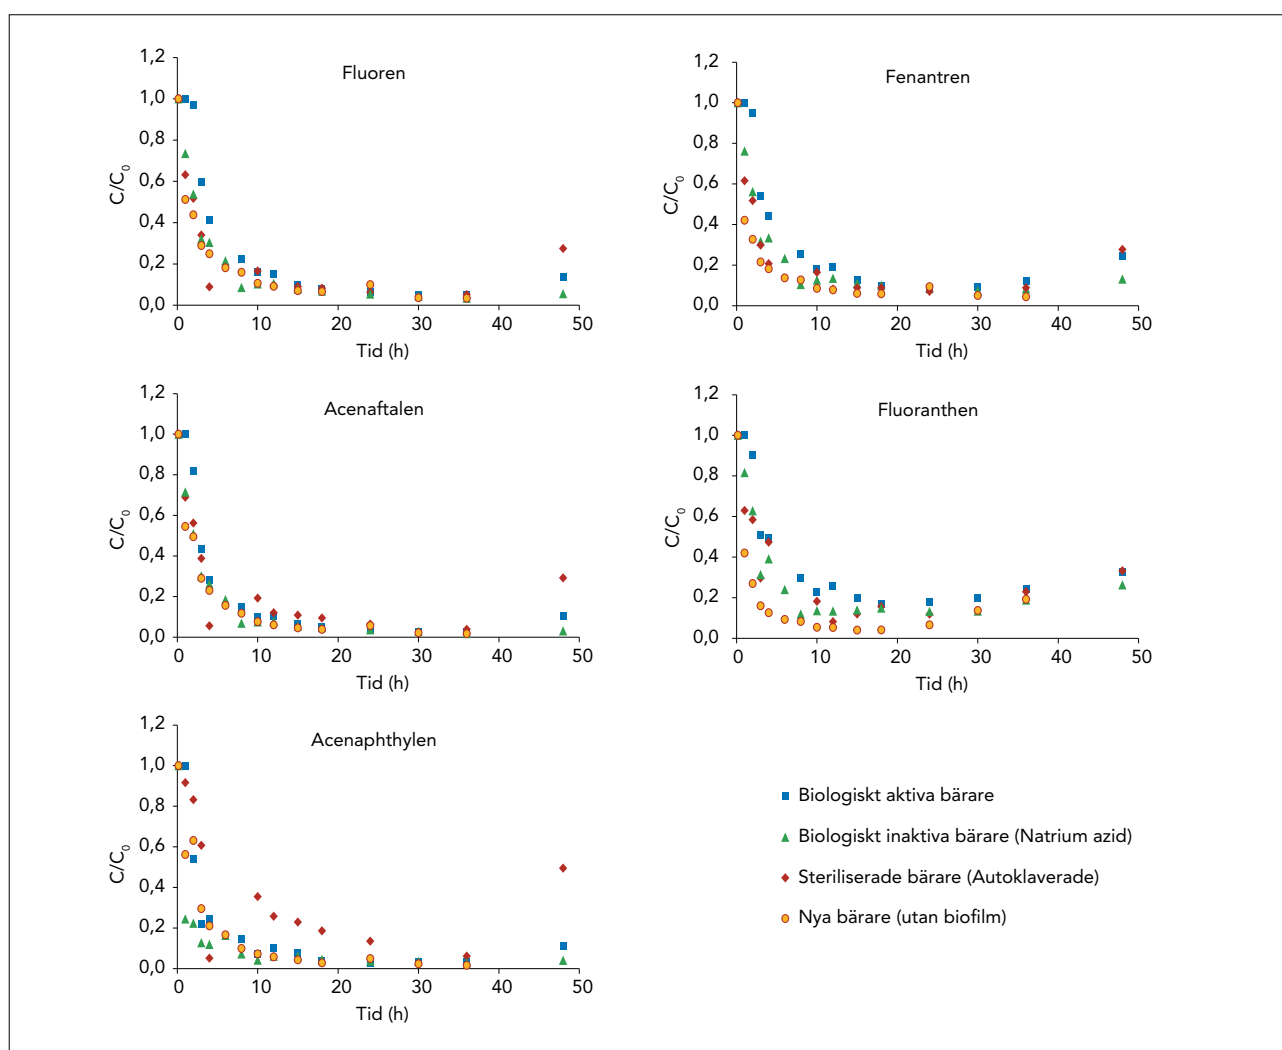 Fluoren
1,2
1,0
0,8
0,6
0,4
0,2
0,0
C/C0
0 10 20 30 40 50
Tid (h)
Fenantren
1,2
1,0
0,8
0,6
0,4
0,2
0,0
C/C0
0 10 20 30 40 50
Tid (h)
Acenaftalen
1,2
1,0
0,8
0,6
0,4
0,2
0,0
C/C0
0 10 20 30 40 50
Tid (h)
Fluoranthen
1,2
1,0
0,8
0,6
0,4
0,2
0,0
C/C0
0 10 20 30 40 50
Tid (h)
Acenaphthylen
1,2
1,0
0,8
0,6
0,4
0,2
0,0
C/C0
0 10 20 30 40 50
Tid (h)
Biologiskt aktiva bärare
Biologiskt inaktiva bärare (Natrium azid)
Steriliserade bärare (Autoklaverade)
Nya bärare (utan biofilm)